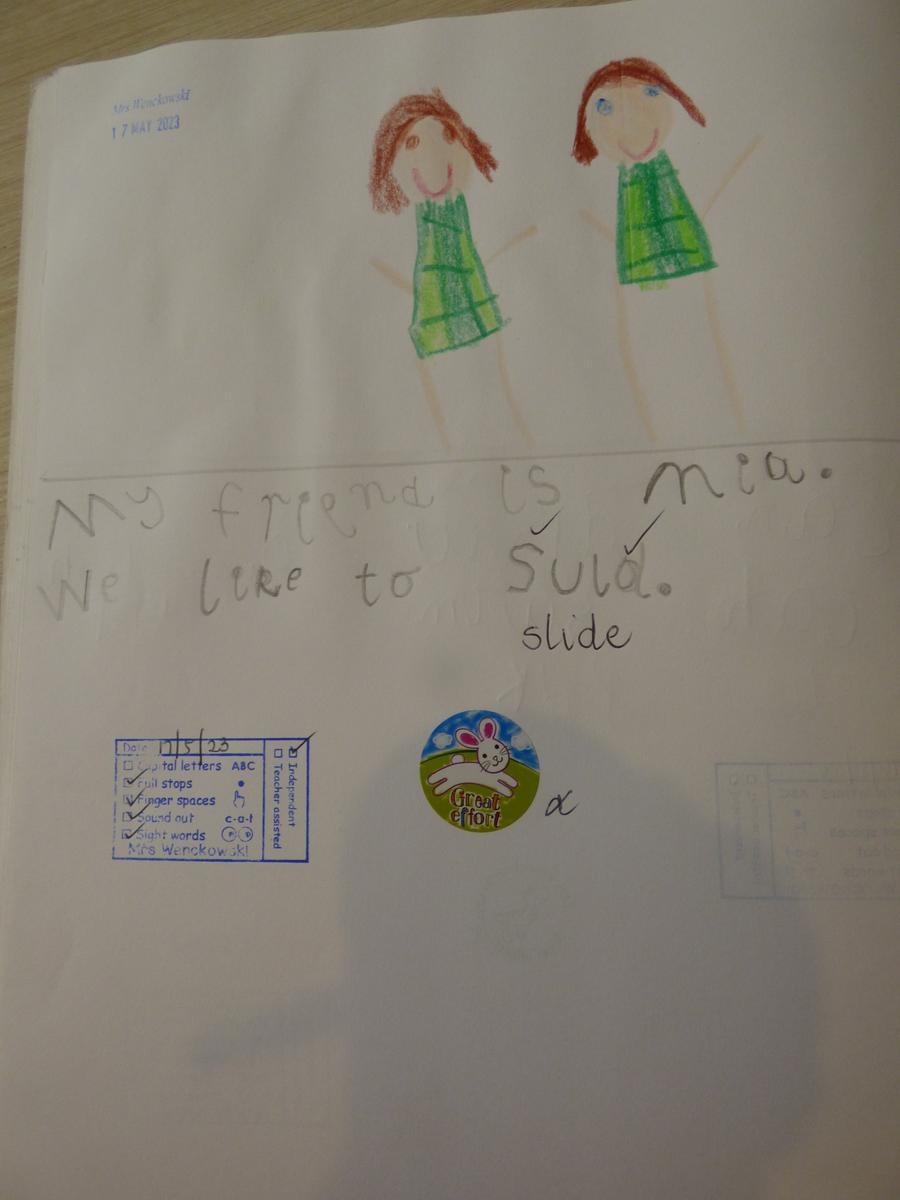 Mrs Wenckowski
17 MAY 2023
My friend is Mia.
We like to Suld.
slide
Date 17/5/23
Capital letters ABC
Full stops
Finger spaces
Sound out c-a-t
Sight words
Mrs Wenckowski
Independent
Teacher assisted
Great
effort